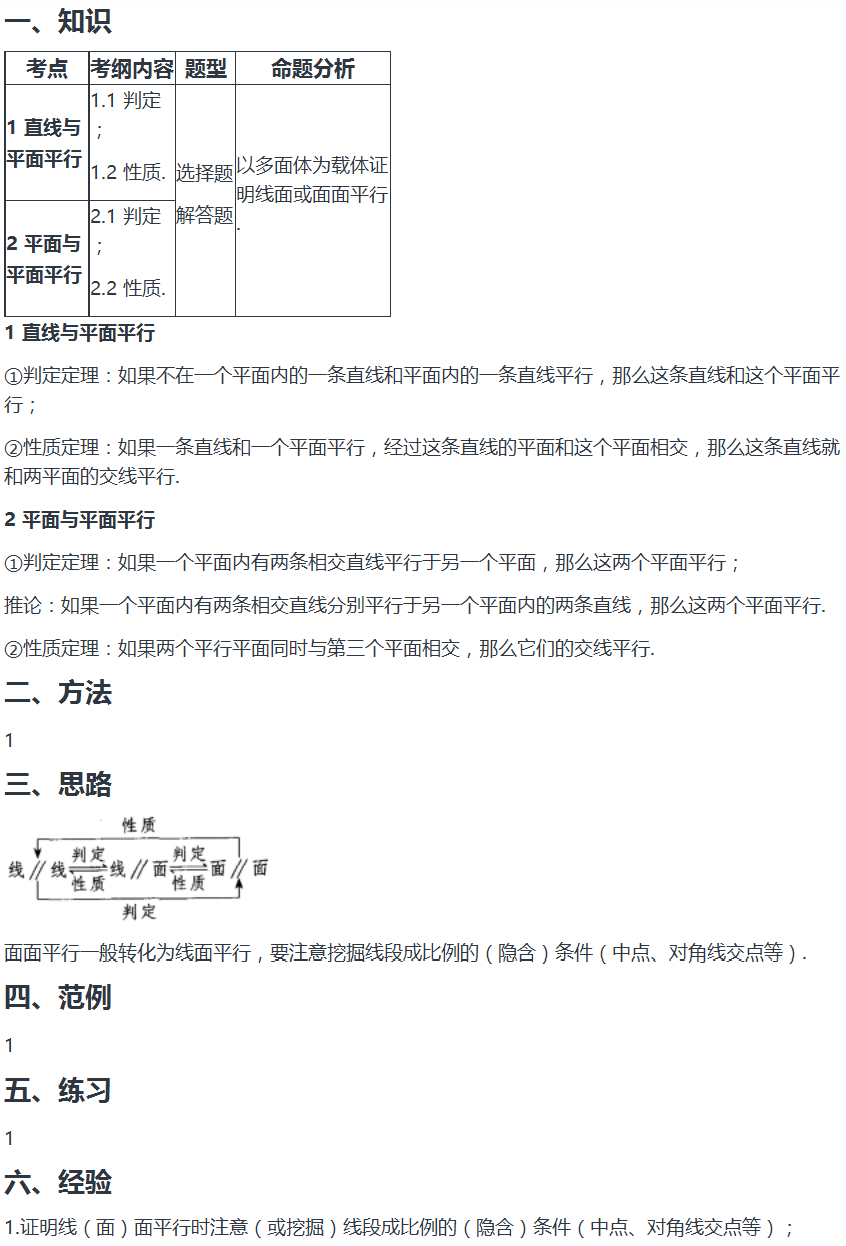 一、知识
考点 考纲内容 题型 命题分析
1 直线与
平面平行
1.1 判定
；
1.2 性质.
2 平面与
平面平行
2.1 判定
；
2.2 性质.
选择题
解答题
以多面体为载体证
明线面或面面平行
.
1 直线与平面平行
①判定定理：如果不在一个平面内的一条直线和平面内的一条直线平行，那么这条直线和这个平面平
行；
②性质定理：如果一条直线和一个平面平行，经过这条直线的平面和这个平面相交，那么这条直线就
和两平面的交线平行.
2 平面与平面平行
①判定定理：如果一个平面内有两条相交直线平行于另一个平面，那么这两个平面平行；
推论：如果一个平面内有两条相交直线分别平行于另一个平面内的两条直线，那么这两个平面平行.
②性质定理：如果两个平行平面同时与第三个平面相交，那么它们的交线平行.
二、方法
1
三、思路
性质
判定 判定
线∥线 线∥面 面∥面
性质 性质
判定
面面平行一般转化为线面平行，要注意挖掘线段成比例的（隐含）条件（中点、对角线交点等）.
四、范例
1
五、练习
1
六、经验
1.证明线（面）面平行时注意（或挖掘）线段成比例的（隐含）条件（中点、对角线交点等）；